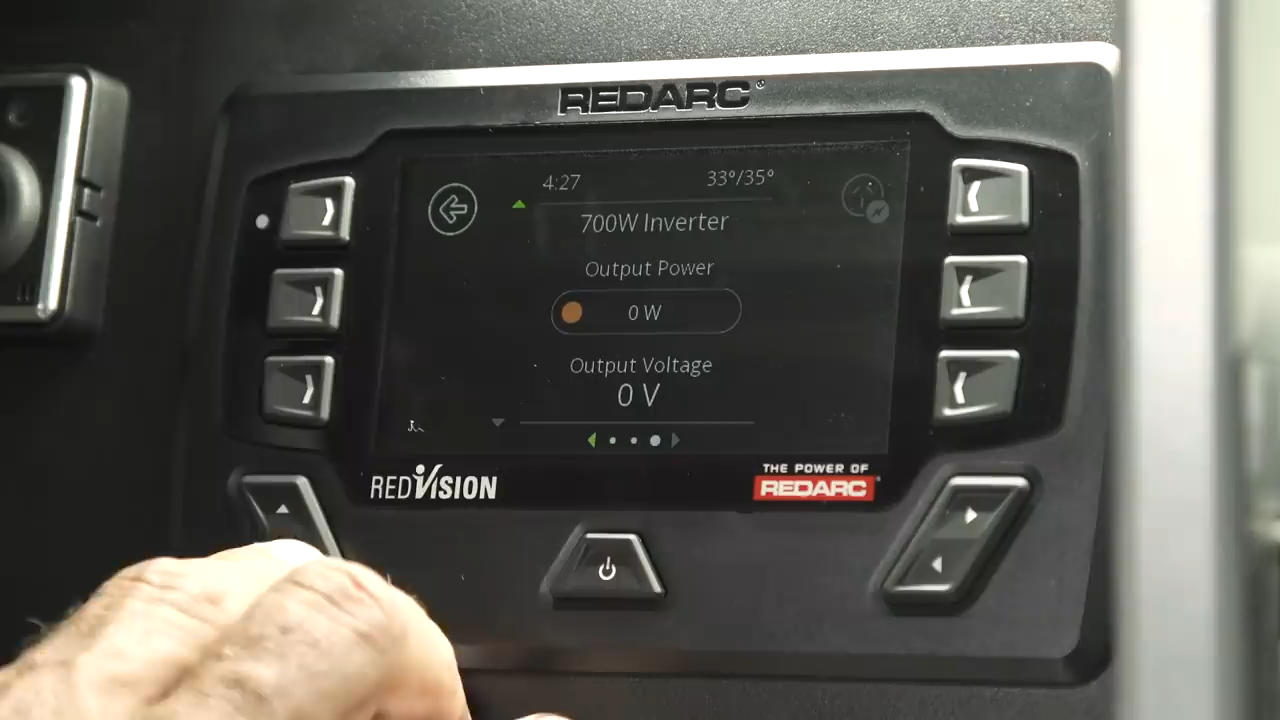 REDARC
4:27 33°/35°
700W Inverter
Output Power
0 W
Output Voltage
0 V
REDVISION
THE POWER OF
REDARC